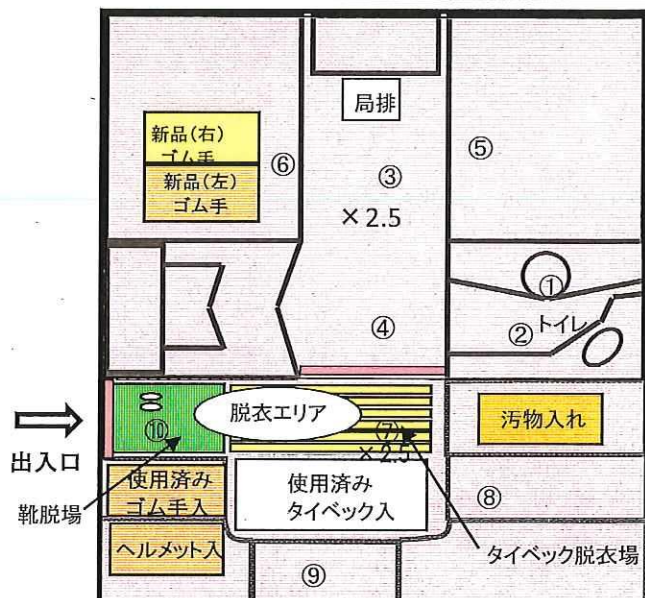 局排
新品(右)
ゴム手
新品(左)
ゴム手
⑥
③
×2.5
⑤
①
④
②
トイレ
脱衣エリア
⑩
⑦
×2.5
汚物入れ
出入口
靴脱場
使用済み
ゴム手入
使用済み
タイベック入
⑧
ヘルメット入
タイベック脱衣場
⑨